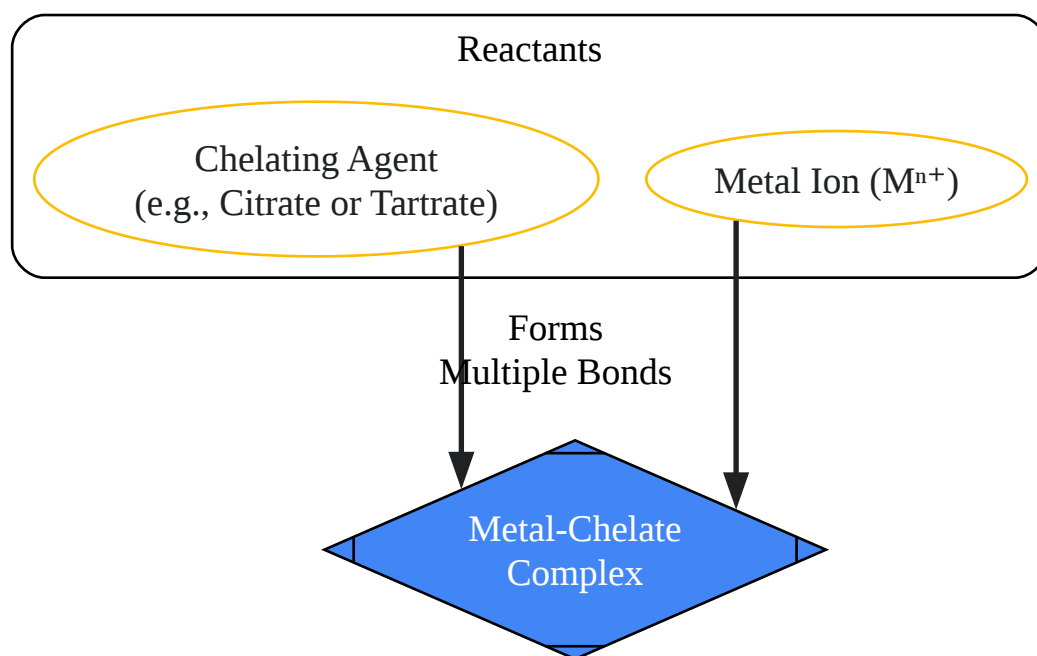 Reactants
Chelating Agent
(e.g., Citrate or Tartrate)
Metal Ion (Mⁿ⁺)
Forms
Multiple Bonds
Metal-Chelate
Complex